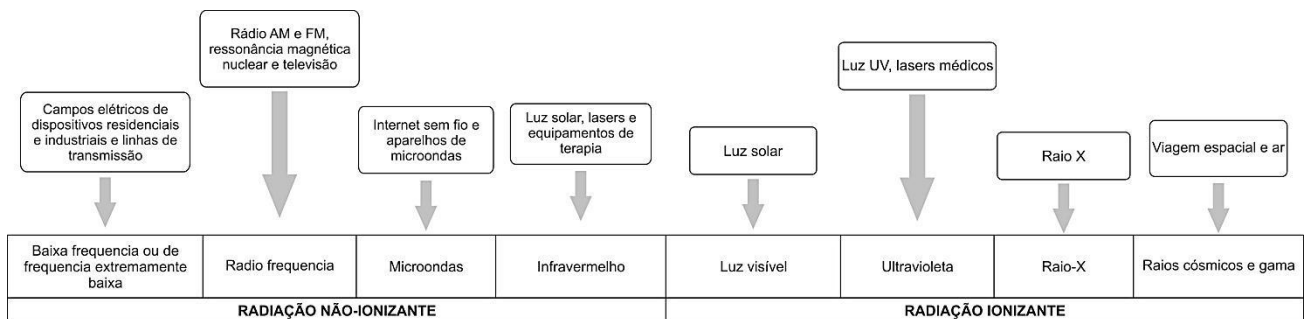 Rádio AM e FM,
ressonância magnética
nuclear e televisão
Luz UV, lasers médicos
Campos elétricos de
dispositivos residenciais
e industriais e linhas de
transmissão
Internet sem fio e
aparelhos de
microondas
Luz solar, lasers e
equipamentos de
terapia
Luz solar
Raio X
Viagem espacial e ar
Baixa frequencia ou de
frequencia extremamente
baixa
Radio frequencia
Microondas
Infravermelho
Luz visível
Ultravioleta
Raio-X
Raios cósmicos e gama
RADIAÇÃO NÃO-IONIZANTE
RADIAÇÃO IONIZANTE